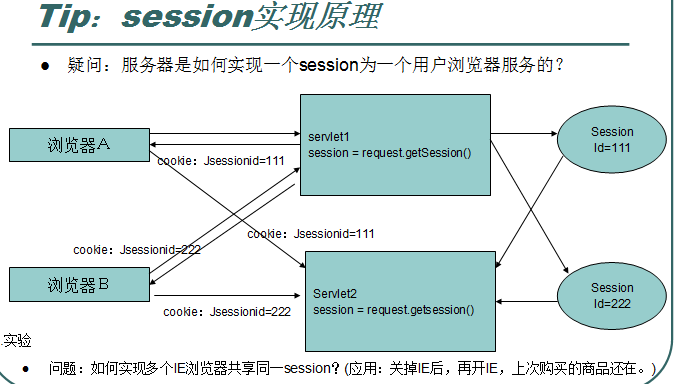 Tip：session实现原理
● 疑问：服务器是如何实现一个session为一个用户浏览器服务的？
浏览器A
servlet1
session = request.getSession()
Session
Id=111
cookie：Jsessionid=111
cookie：Jsessionid=111
cookie：Jsessionid=222
浏览器B
Servlet2
session = request.getsession()
Session
Id=222
cookie：Jsessionid=222
.实验
● 问题：如何实现多个IE浏览器共享同一session？(应用：关掉IE后，再开IE，上次购买的商品还在。)